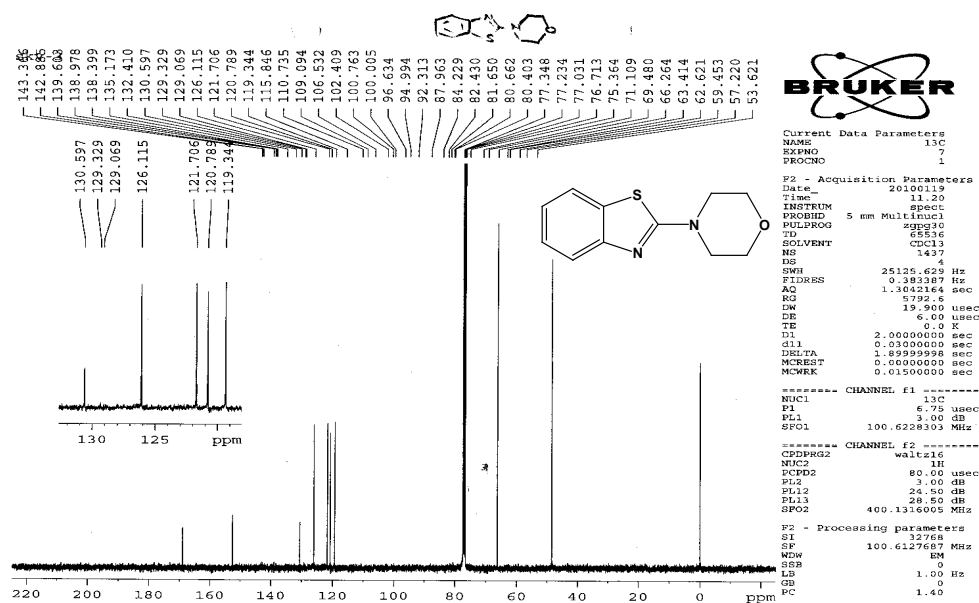 N
S
N
O
143.366 142.885 139.603 138.978 138.399 135.173 132.410 130.597 129.329 129.069 126.115 121.706 120.789 119.344 115.846 110.735 109.094 106.532 102.409 100.763 100.005 96.634 94.994 92.313 87.963 84.229 82.430 81.650 80.662 80.403 77.348 77.234 77.031 76.713 75.364 71.109 69.480 66.264 63.414 62.621 59.453 57.220 53.621
130.597 129.329 129.069 126.115 121.706 120.789 119.344
130 125 ppm
S
N
N
O
220 200 180 160 140 120 100 80 60 40 20 0 ppm
BRUKER
Current Data Parameters
NAME 13C
EXPNO 7
PROCNO 1
F2 - Acquisition Parameters
Date_ 20100119
Time 11.20
INSTRUM spect
PROBHD 5 mm Multinucl
PULPROG zgpg30
TD 65536
SOLVENT CDCl3
NS 1437
DS 4
SWH 25125.629 Hz
FIDRES 0.383387 Hz
AQ 1.3042164 sec
RG 5792.6
DW 19.900 usec
DE 6.00 usec
TE 0.0 K
D1 2.00000000 sec
d11 0.03000000 sec
DELTA 1.89999998 sec
MCREST 0.00000000 sec
MCWRK 0.01500000 sec
======== CHANNEL f1 ========
NUC1 13C
P1 6.75 usec
PL1 3.00 dB
SFO1 100.6228303 MHz
======== CHANNEL f2 ========
CPDPRG2 waltz16
NUC2 1H
PCPD2 80.00 usec
PL2 3.00 dB
PL12 24.50 dB
PL13 28.50 dB
SFO2 400.1316005 MHz
F2 - Processing parameters
SI 32768
SF 100.6127687 MHz
WDW EM
SSB 0
LB 1.00 Hz
GB 0
PC 1.40